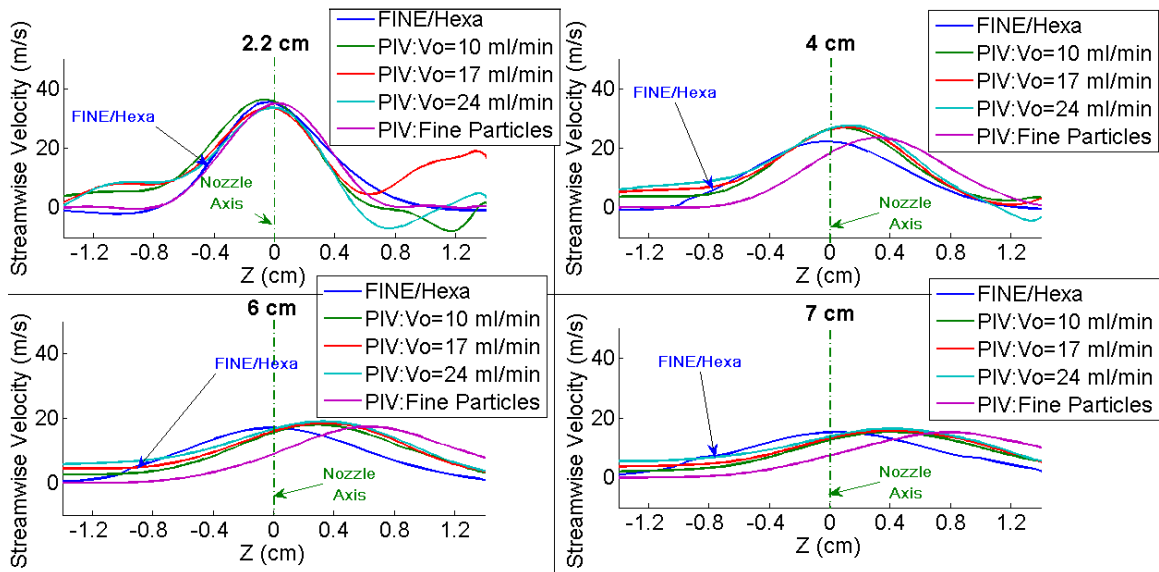 2.2 cm
FINE/Hexa
PIV:Vo=10 ml/min
PIV:Vo=17 ml/min
PIV:Vo=24 ml/min
PIV:Fine Particles
Streamwise Velocity (m/s)
40
20
0
FINE/Hexa
Nozzle
Axis
-1.2 -0.8 -0.4 0 0.4 0.8 1.2
Z (cm)
4 cm
FINE/Hexa
PIV:Vo=10 ml/min
PIV:Vo=17 ml/min
PIV:Vo=24 ml/min
PIV:Fine Particles
Streamwise Velocity (m/s)
40
20
0
FINE/Hexa
Nozzle
Axis
-1.2 -0.8 -0.4 0 0.4 0.8 1.2
Z (cm)
6 cm
FINE/Hexa
PIV:Vo=10 ml/min
PIV:Vo=17 ml/min
PIV:Vo=24 ml/min
PIV:Fine Particles
Streamwise Velocity (m/s)
40
20
0
FINE/Hexa
Nozzle
Axis
-1.2 -0.8 -0.4 0 0.4 0.8 1.2
Z (cm)
7 cm
FINE/Hexa
PIV:Vo=10 ml/min
PIV:Vo=17 ml/min
PIV:Vo=24 ml/min
PIV:Fine Particles
Streamwise Velocity (m/s)
40
20
0
FINE/Hexa
Nozzle
Axis
-1.2 -0.8 -0.4 0 0.4 0.8 1.2
Z (cm)